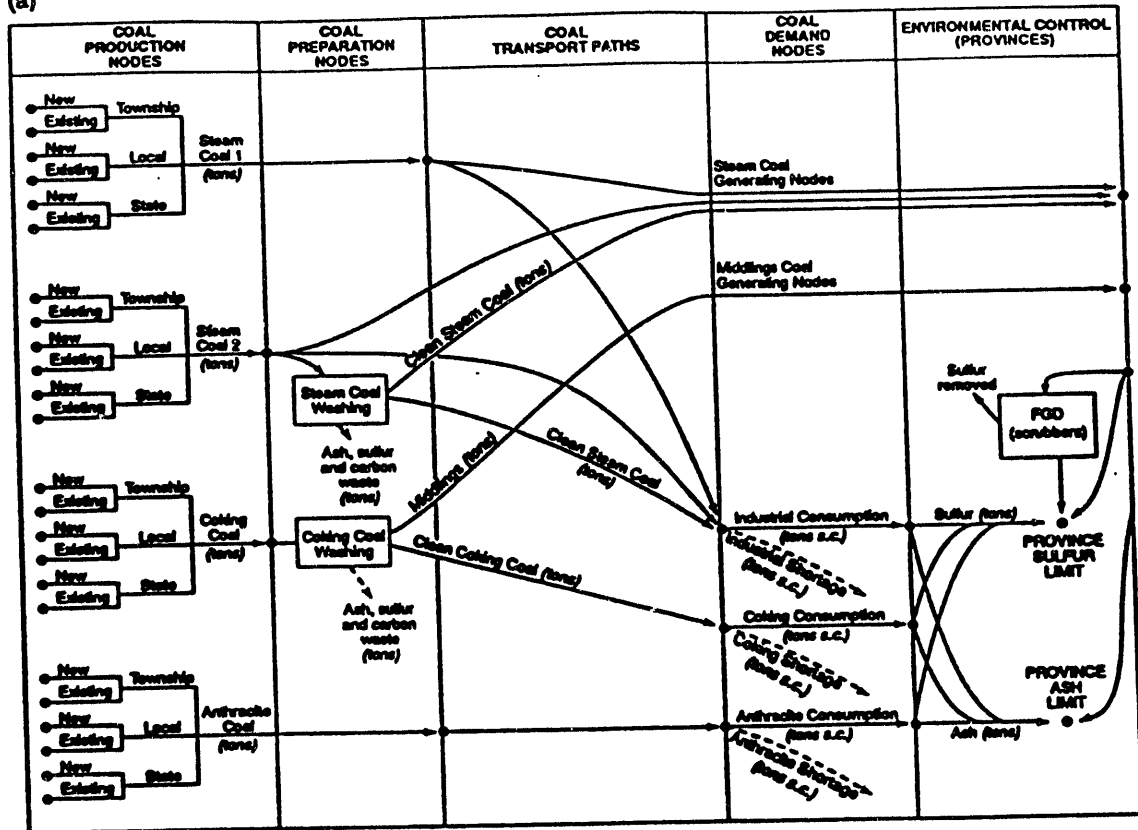 (a)
COAL
PRODUCTION
NODES
COAL
PREPARATION
NODES
COAL
TRANSPORT PATHS
COAL
DEMAND
NODES
ENVIRONMENTAL CONTROL
(PROVINCES)
New
Existing
Township
New
Existing
Local
New
Existing
State
Steam
Coal 1
(tons)
Steam Coal
Generating Nodes
New
Existing
Township
New
Existing
Local
New
Existing
State
Steam
Coal 2
(tons)
Clean Steam Coal (tons)
Middlings Coal
Generating Nodes
Steam Coal
Washing
Ash, sulfur
and carbon
waste
(tons)
Clean Steam Coal
(tons)
Middlings (tons)
Sulfur
removed
FGD
(scrubbers)
New
Existing
Township
New
Existing
Local
New
Existing
State
Coking
Coal
(tons)
Coking Coal
Washing
Ash, sulfur
and carbon
waste
(tons)
Clean Coking Coal (tons)
Industrial Consumption
(tons s.c.)
Industrial Shortage
(tons s.c.)
Sulfur (tons)
PROVINCE
SULFUR
LIMIT
Coking Consumption
(tons s.c.)
Coking Shortage
(tons s.c.)
New
Existing
Township
New
Existing
Local
New
Existing
State
Anthracite
Coal
(tons)
Anthracite Consumption
(tons s.c.)
Anthracite Shortage
(tons s.c.)
PROVINCE
ASH
LIMIT
Ash (tons)